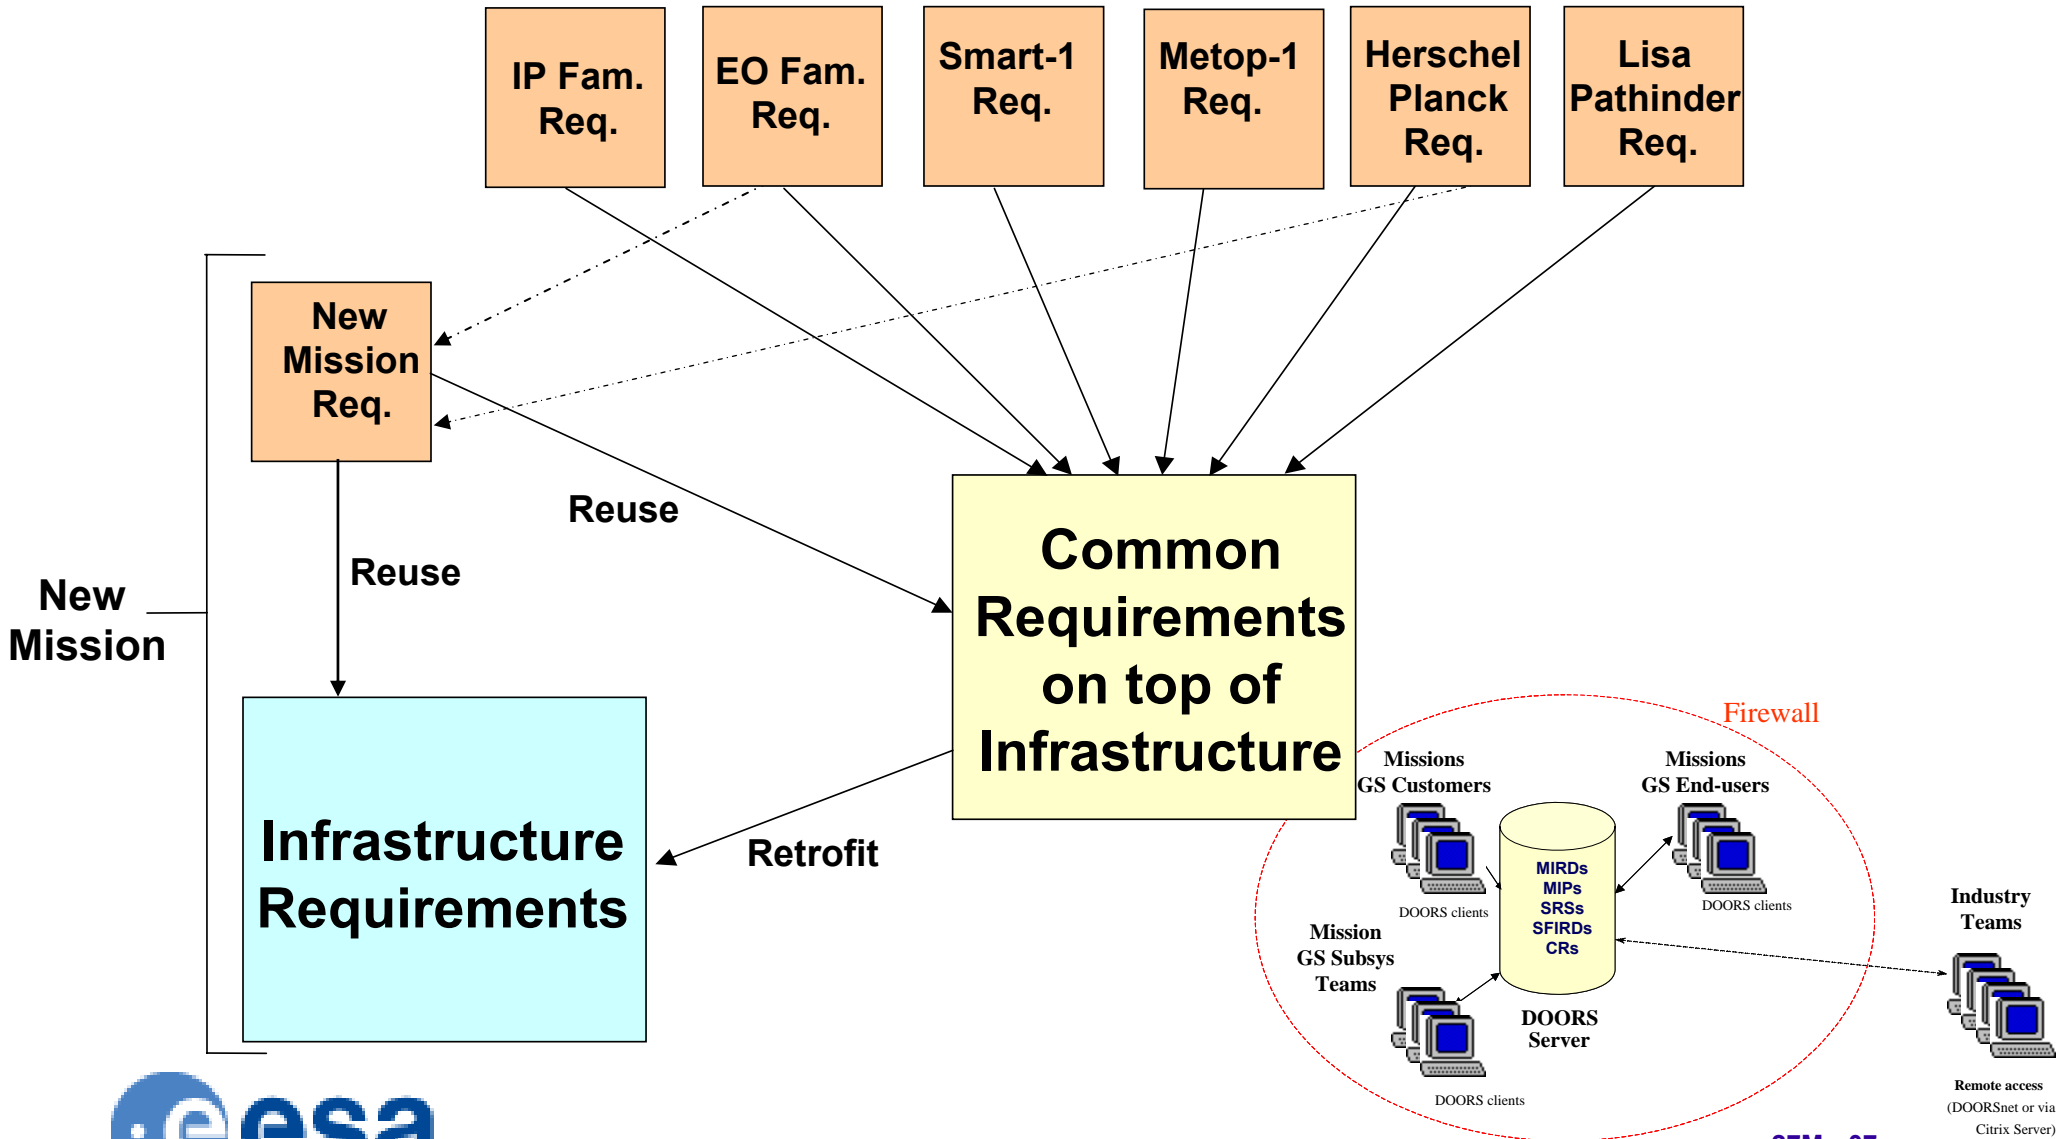 IP Fam.
Req.
EO Fam.
Req.
Smart-1
Req.
Metop-1
Req.
Herschel
Planck
Req.
Lisa
Pathinder
Req.
New
Mission
Req.
Reuse
Reuse
New
Mission
Common
Requirements
on top of
Infrastructure
Infrastructure
Requirements
Retrofit
Firewall
Missions
GS Customers
DOORS clients
Missions
GS End-users
DOORS clients
MIRDs
MIPs
SRSs
SFIRDs
CRs
DOORS
Server
Mission
GS Subsys
Teams
DOORS clients
Industry
Teams
Remote access
(DOORSnet or via
Citrix Server)
esa